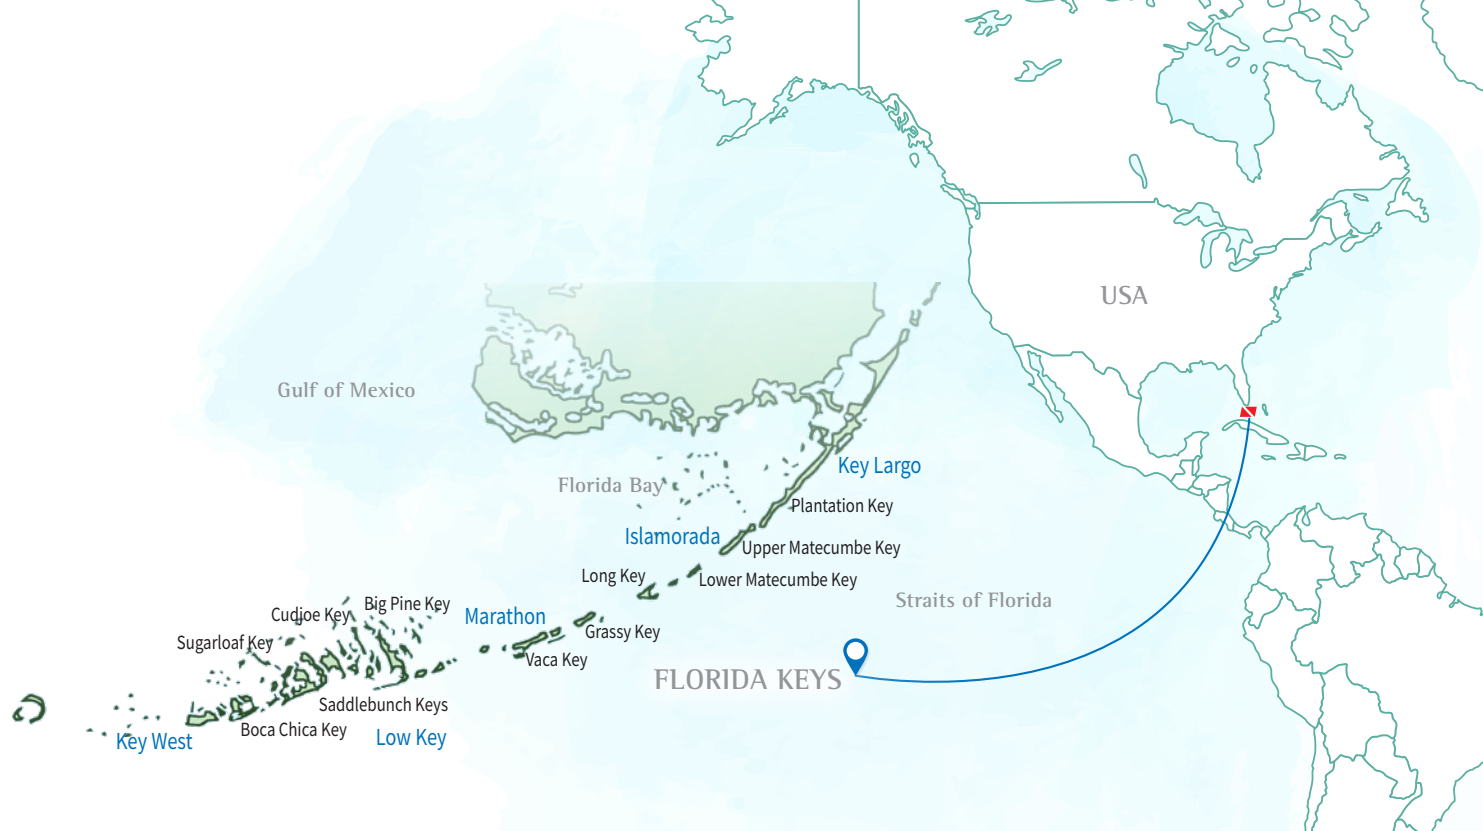 USA
Gulf of Mexico
Key Largo
Florida Bay
Plantation Key
Islamorada
Upper Matecumbe Key
Long Key
Lower Matecumbe Key
Straits of Florida
Big Pine Key
Cudjoe Key
Marathon
Grassy Key
Sugarloaf Key
Vaca Key
FLORIDA KEYS
Saddlebunch Keys
Boca Chica Key
Low Key
Key West